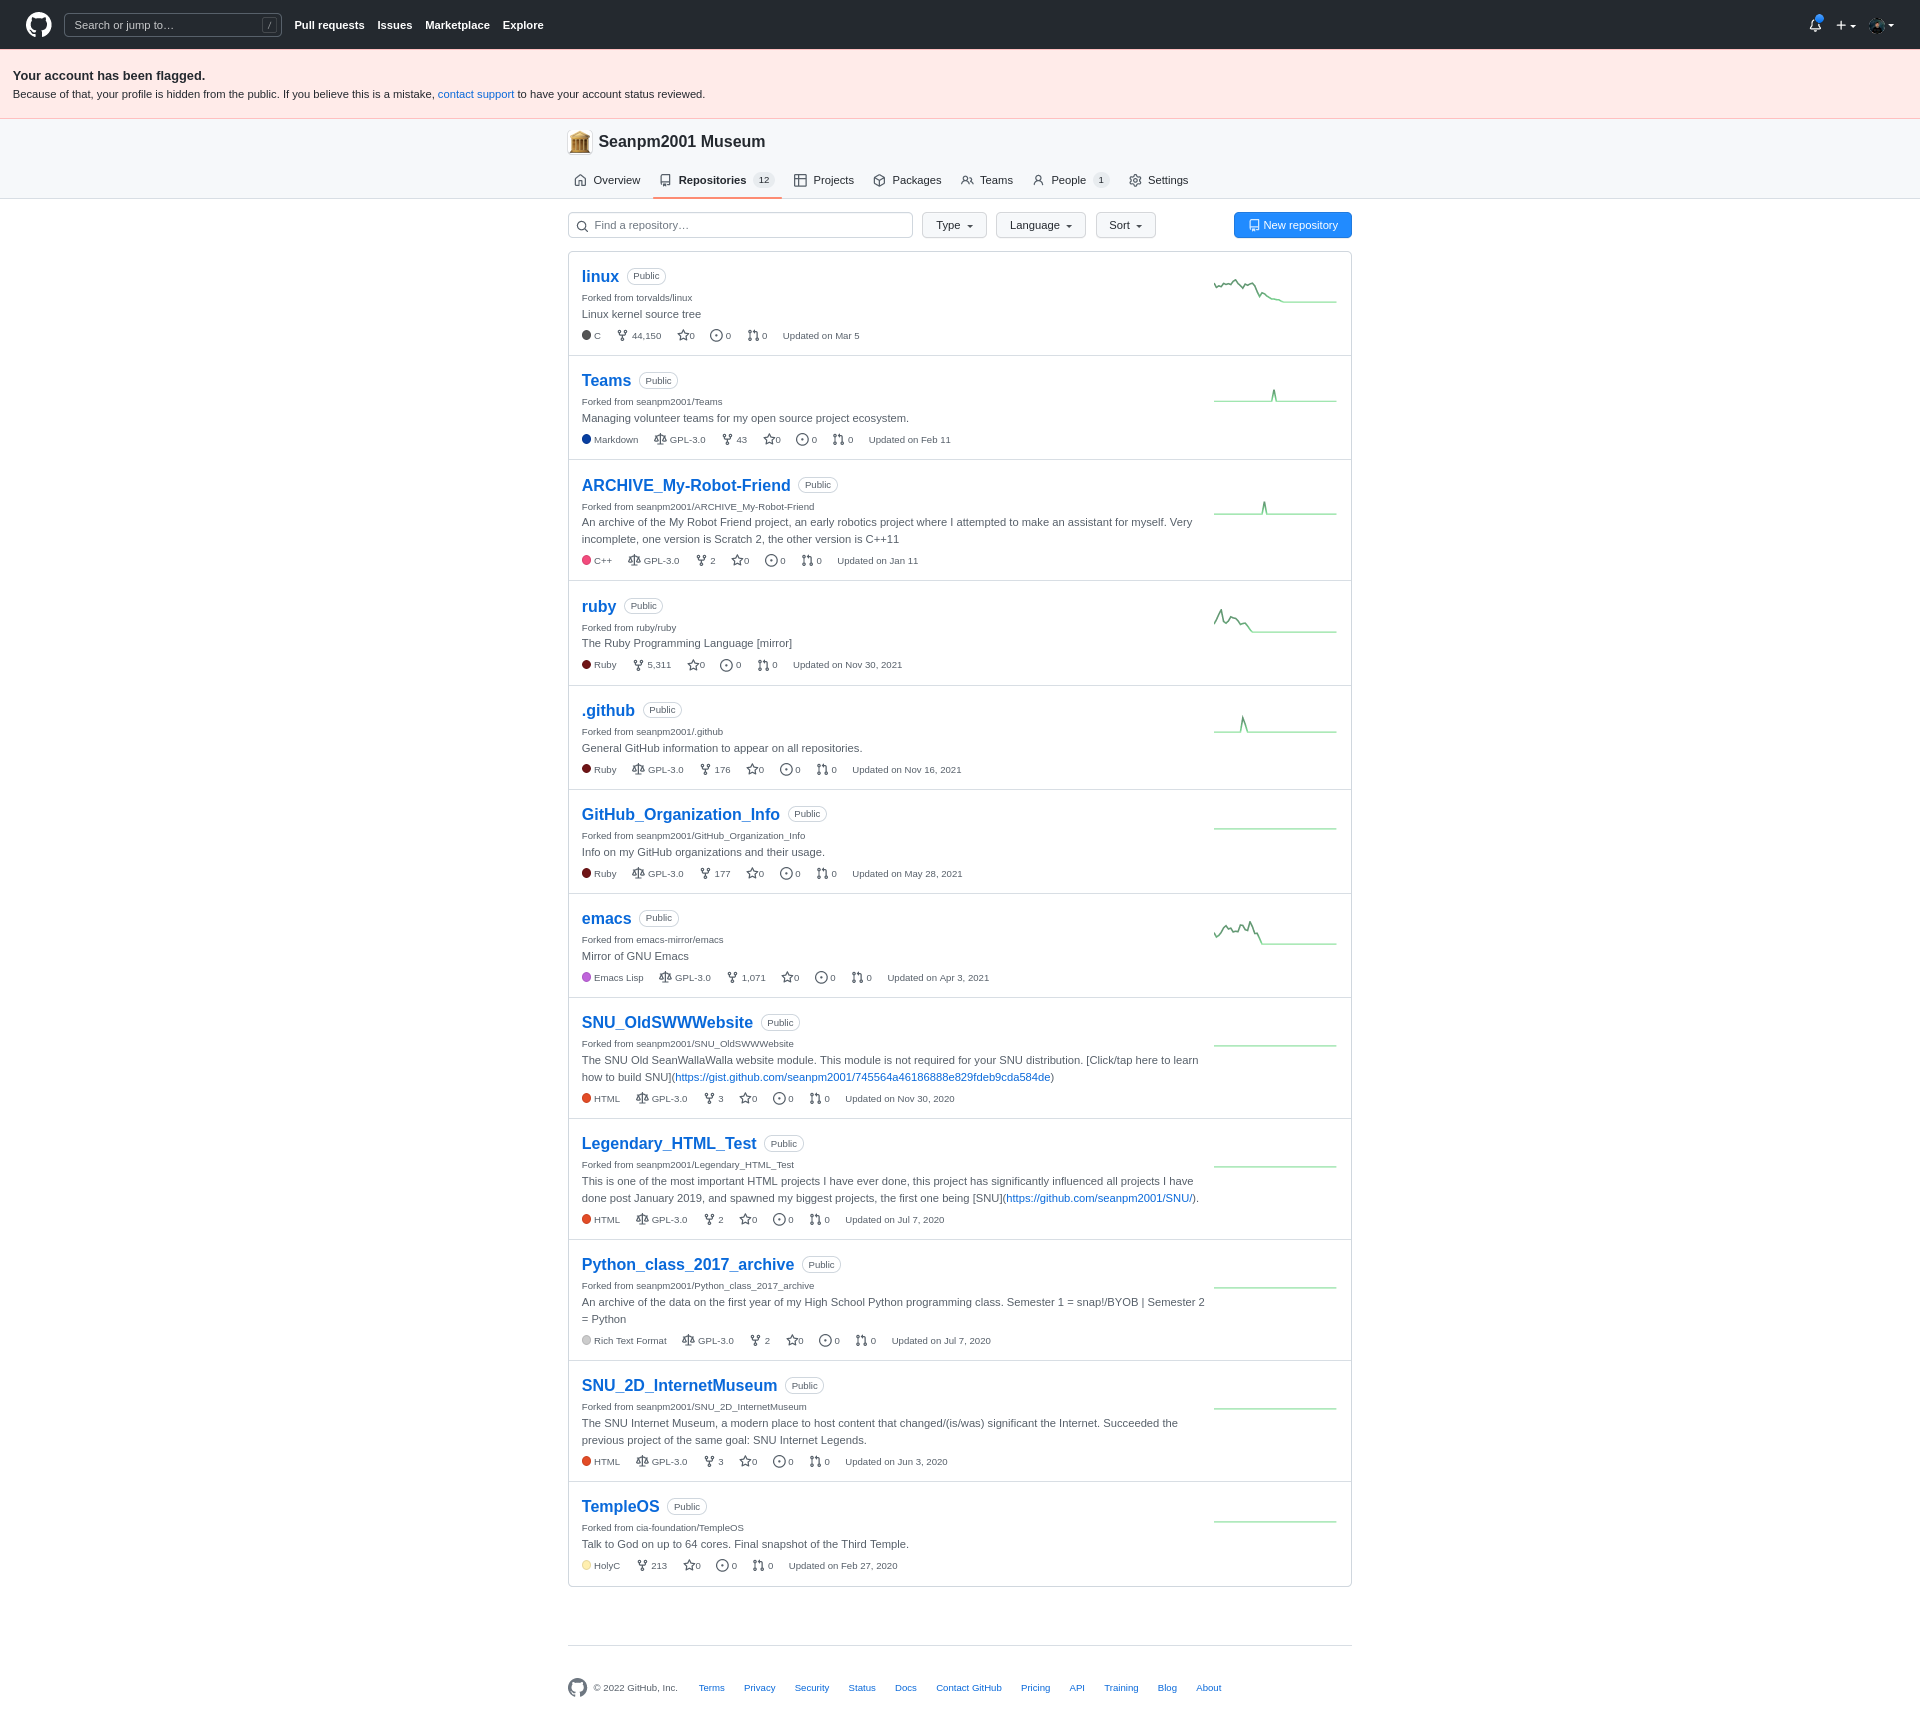 Search or jump to… /
Pull requests Issues Marketplace Explore
Your account has been flagged.
Because of that, your profile is hidden from the public. If you believe this is a mistake, contact support to have your account status reviewed.
Seanpm2001 Museum
Overview Repositories 12 Projects Packages Teams People 1 Settings
Find a repository… Type Language Sort New repository
linux Public
Forked from torvalds/linux
Linux kernel source tree
C 44,150 0 0 0 Updated on Mar 5
Teams Public
Forked from seanpm2001/Teams
Managing volunteer teams for my open source project ecosystem.
Markdown GPL-3.0 43 0 0 0 Updated on Feb 11
ARCHIVE_My-Robot-Friend Public
Forked from seanpm2001/ARCHIVE_My-Robot-Friend
An archive of the My Robot Friend project, an early robotics project where I attempted to make an assistant for myself. Very
incomplete, one version is Scratch 2, the other version is C++11
C++ GPL-3.0 2 0 0 0 Updated on Jan 11
ruby Public
Forked from ruby/ruby
The Ruby Programming Language [mirror]
Ruby 5,311 0 0 0 Updated on Nov 30, 2021
.github Public
Forked from seanpm2001/.github
General GitHub information to appear on all repositories.
Ruby GPL-3.0 176 0 0 0 Updated on Nov 16, 2021
GitHub_Organization_Info Public
Forked from seanpm2001/GitHub_Organization_Info
Info on my GitHub organizations and their usage.
Ruby GPL-3.0 177 0 0 0 Updated on May 28, 2021
emacs Public
Forked from emacs-mirror/emacs
Mirror of GNU Emacs
Emacs Lisp GPL-3.0 1,071 0 0 0 Updated on Apr 3, 2021
SNU_OldSWWWebsite Public
Forked from seanpm2001/SNU_OldSWWWebsite
The SNU Old SeanWallaWalla website module. This module is not required for your SNU distribution. [Click/tap here to learn
how to build SNU](https://gist.github.com/seanpm2001/745564a46186888e829fdeb9cda584de)
HTML GPL-3.0 3 0 0 0 Updated on Nov 30, 2020
Legendary_HTML_Test Public
Forked from seanpm2001/Legendary_HTML_Test
This is one of the most important HTML projects I have ever done, this project has significantly influenced all projects I have
done post January 2019, and spawned my biggest projects, the first one being [SNU](https://github.com/seanpm2001/SNU/).
HTML GPL-3.0 2 0 0 0 Updated on Jul 7, 2020
Python_class_2017_archive Public
Forked from seanpm2001/Python_class_2017_archive
An archive of the data on the first year of my High School Python programming class. Semester 1 = snap!/BYOB | Semester 2
= Python
Rich Text Format GPL-3.0 2 0 0 0 Updated on Jul 7, 2020
SNU_2D_InternetMuseum Public
Forked from seanpm2001/SNU_2D_InternetMuseum
The SNU Internet Museum, a modern place to host content that changed/(is/was) significant the Internet. Succeeded the
previous project of the same goal: SNU Internet Legends.
HTML GPL-3.0 3 0 0 0 Updated on Jun 3, 2020
TempleOS Public
Forked from cia-foundation/TempleOS
Talk to God on up to 64 cores. Final snapshot of the Third Temple.
HolyC 213 0 0 0 Updated on Feb 27, 2020
© 2022 GitHub, Inc. Terms Privacy Security Status Docs Contact GitHub Pricing API Training Blog About